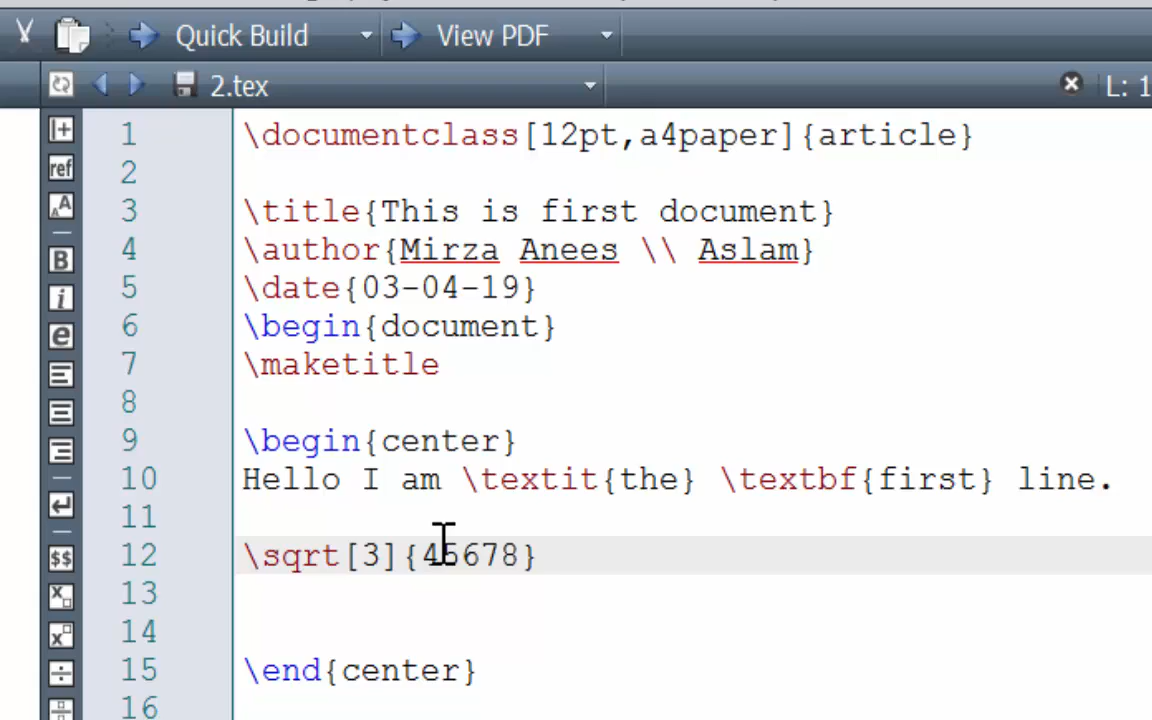 Quick Build View PDF
2.tex L: 1
1 \documentclass[12pt,a4paper]{article}
2
3 \title{This is first document}
4 \author{Mirza Anees \\ Aslam}
5 \date{03-04-19}
6 \begin{document}
7 \maketitle
8
9 \begin{center}
10 Hello I am \textit{the} \textbf{first} line.
11
12 \sqrt[3]{45678}
13
14
15 \end{center}
16
ref
B
i
e
$$